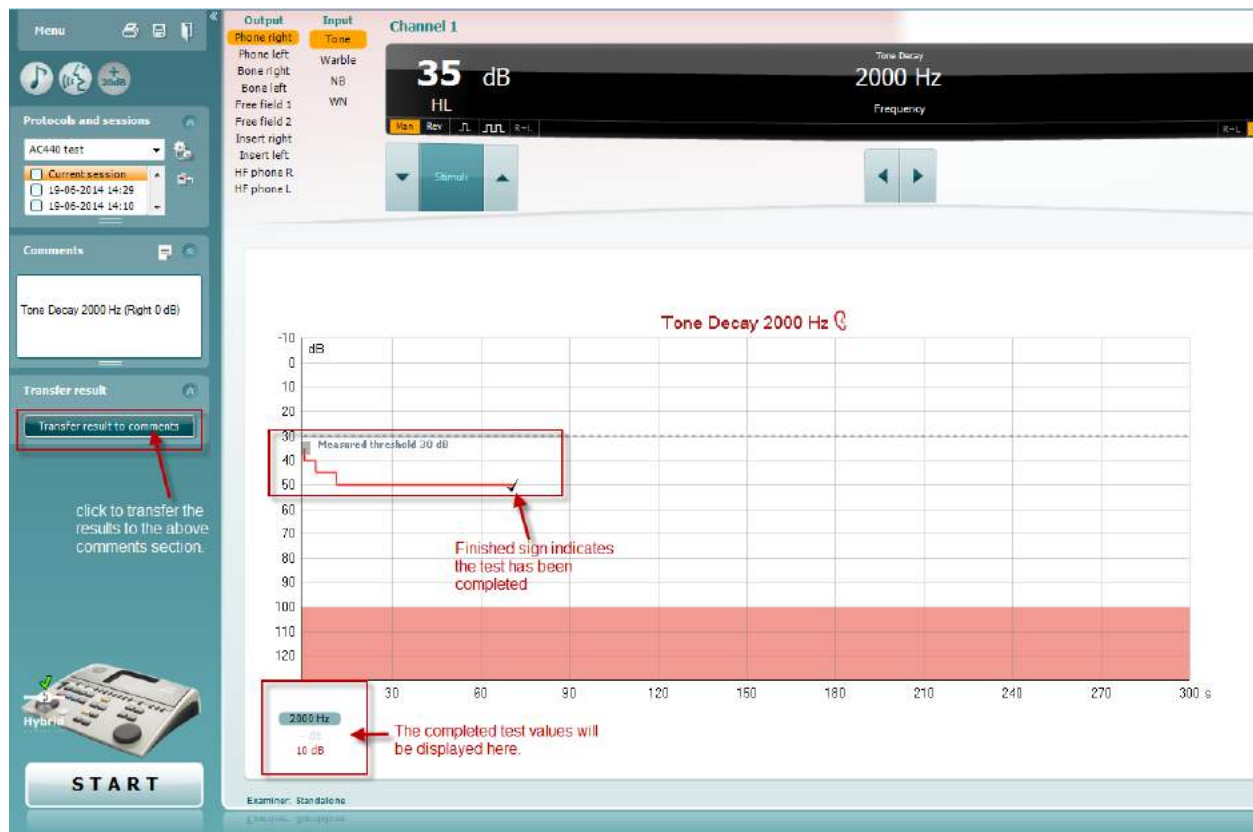 Menu
+
20dB
Protocols and sessions
AC440 test
Current session
19-06-2014 14:29
19-06-2014 14:10
Comments
Tone Decay 2000 Hz (Right 0 dB)
Transfer result
Transfer result to comments
click to transfer the
results to the above
comments section.
Hybrid
START
Output
Phone right
Phone left
Bone right
Bone left
Free field 1
Free field 2
Insert right
Insert left
HF phone R
HF phone L
Input
Tone
Warble
NB
WN
Channel 1
35 dB
HL
Man Rev R→L
Tone Decay
2000 Hz
Frequency
R→L
Stimuli
Tone Decay 2000 Hz
dB
-10
0
10
20
30
40
50
60
70
80
90
100
110
120
Measured threshold 30 dB
Finished sign indicates
the test has been
completed
30 60 90 120 150 180 210 240 270 300 s
2000 Hz
- dB
10 dB
The completed test values will
be displayed here.
Examiner: Standalone